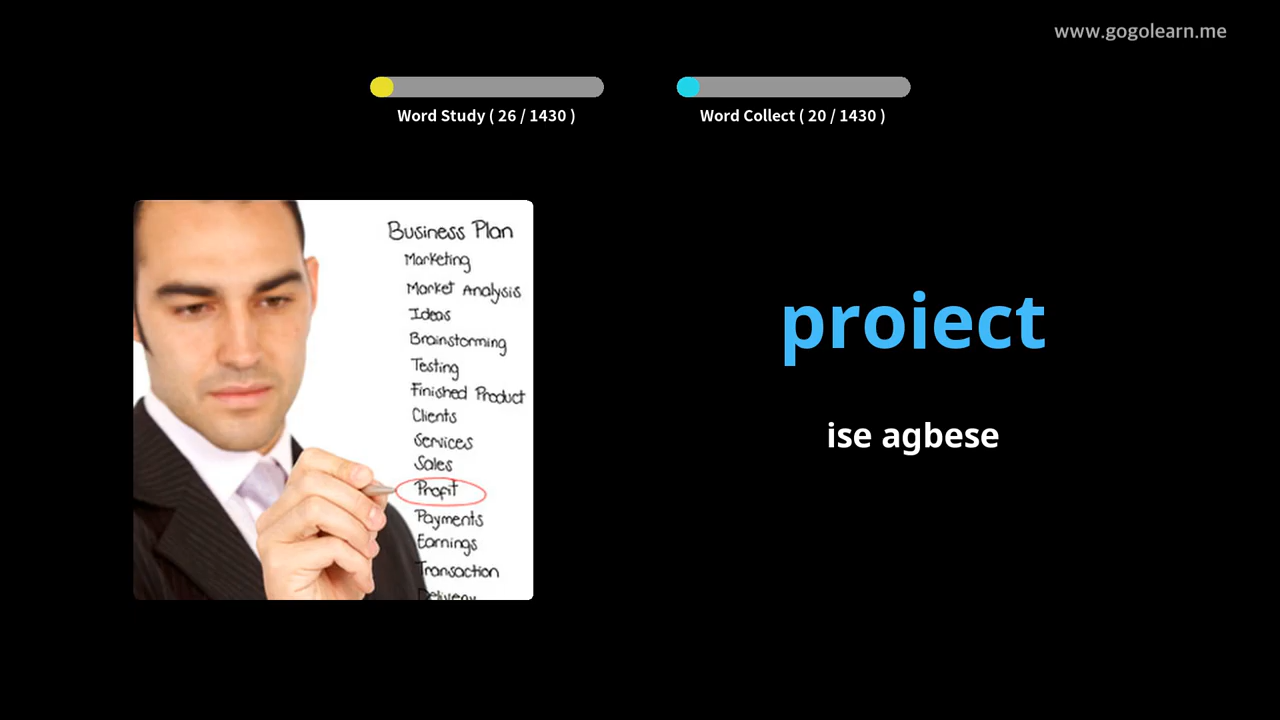 www.gogolearn.me
Word Study ( 26 / 1430 )
Word Collect ( 20 / 1430 )
Business Plan
Marketing
Market Analysis
Ideas
Brainstorming
Testing
Finished Product
Clients
Services
Sales
Profit
Payments
Earnings
Transaction
Delivery
proiect
ise agbese